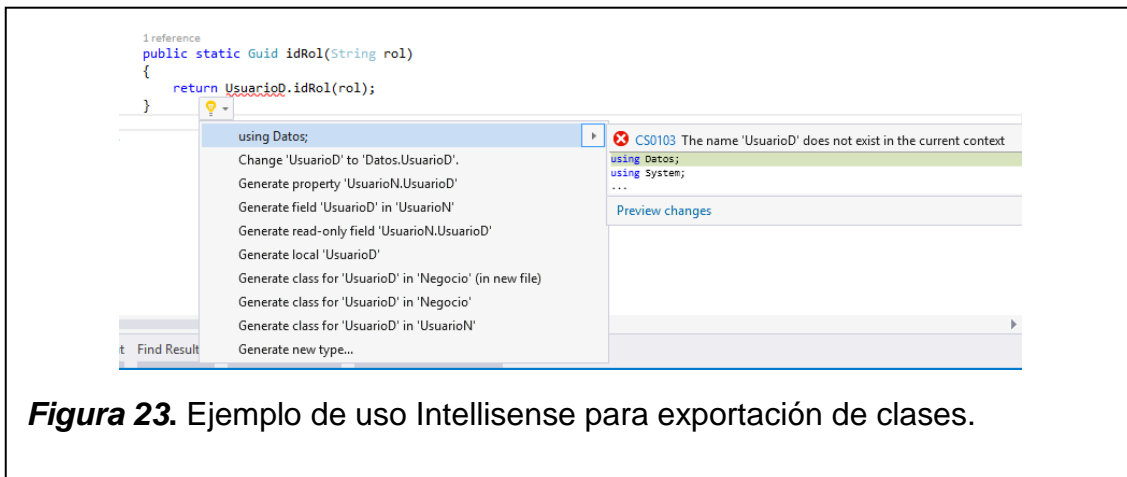 1 reference
public static Guid idRol(String rol)
{
return UsuarioD.idRol(rol);
}
using Datos;
Change 'UsuarioD' to 'Datos.UsuarioD'.
Generate property 'UsuarioN.UsuarioD'
Generate field 'UsuarioD' in 'UsuarioN'
Generate read-only field 'UsuarioN.UsuarioD'
Generate local 'UsuarioD'
Generate class for 'UsuarioD' in 'Negocio' (in new file)
Generate class for 'UsuarioD' in 'Negocio'
Generate class for 'UsuarioD' in 'UsuarioN'
Generate new type...
CS0103 The name 'UsuarioD' does not exist in the current context
using Datos;
using System;
...
Preview changes
t Find Result
Figura 23. Ejemplo de uso Intellisense para exportación de clases.